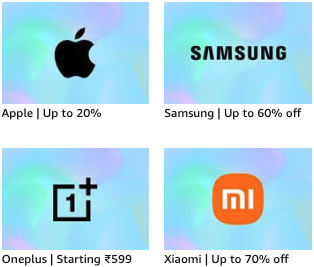 SAMSUNG
Apple | Up to 20%
Samsung | Up to 60% off
1+
mi
Oneplus | Starting ₹599
Xiaomi | Up to 70% off